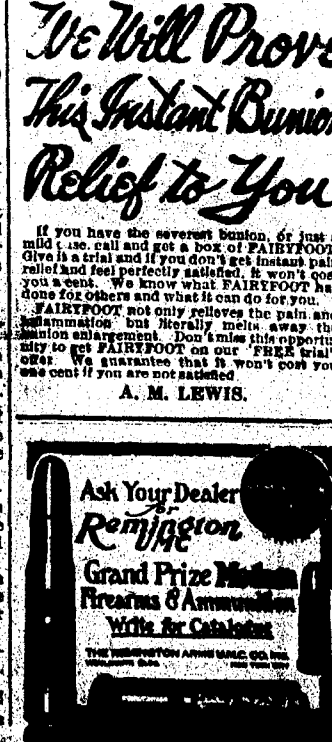 We Will Prove
This Instant Bunion
Relief to You
If you have the severest bunion, or just
mild case, call and get a box of FAIRYFOOT
Give it a trial and if you don't get instant pain
relief and feel perfectly satisfied, it won't cost
you a cent. We know what FAIRYFOOT ha
done for others and what it can do for you.
FAIRYFOOT not only relieves the pain and
inflammation but literally melts away the
bunion enlargement. Don't miss this opportu
nity to get FAIRYFOOT on our "FREE trial"
offer. We guarantee that it won't cost you
one cent if you are not satisfied.
A. M. LEWIS.
Ask Your Dealer
for
Remington
UMC
Grand Prize
Firearms & Ammunition
Write for Catalogue
THE REMINGTON ARMS U.M.C. CO. INC.